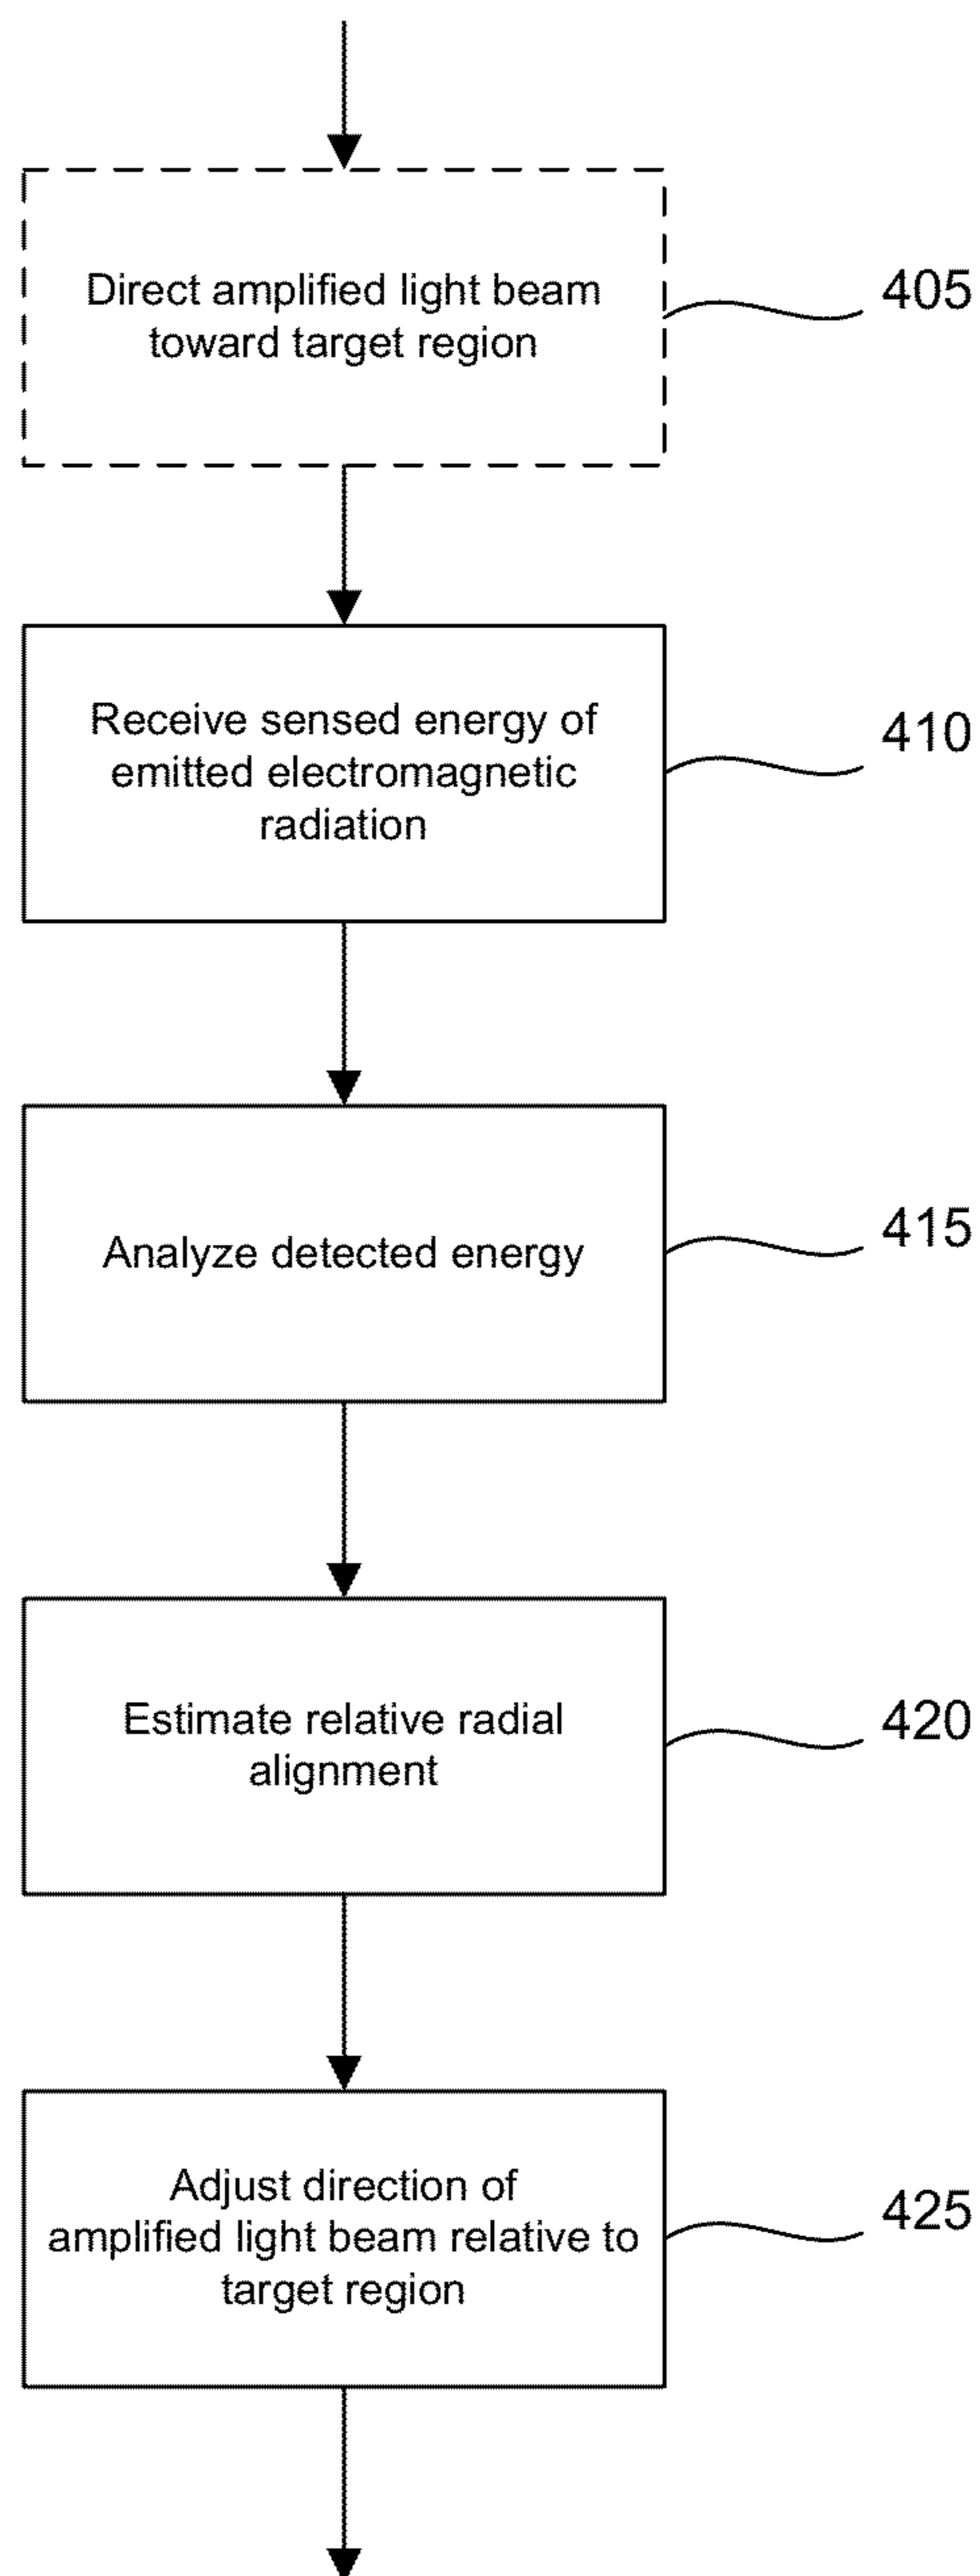 Direct amplified light beam
toward target region
405
Receive sensed energy of
emitted electromagnetic
radiation
410
Analyze detected energy
415
Estimate relative radial
alignment
420
Adjust direction of
amplified light beam relative to
target region
425